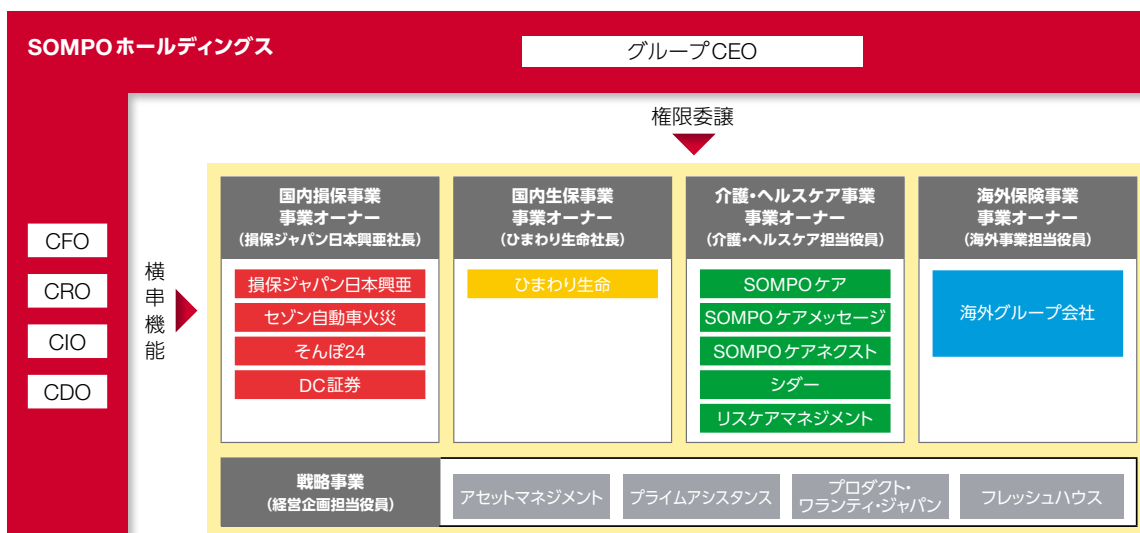 SOMPOホールディングス
グループCEO
権限委譲
CFO
CRO
CIO
CDO
横串機能
国内損保事業
事業オーナー
(損保ジャパン日本興亜社長)
損保ジャパン日本興亜
セゾン自動車火災
そんぽ24
DC証券
国内生保事業
事業オーナー
(ひまわり生命社長)
ひまわり生命
介護・ヘルスケア事業
事業オーナー
(介護・ヘルスケア担当役員)
SOMPOケア
SOMPOケアメッセージ
SOMPOケアネクスト
シダー
リスケアマネジメント
海外保険事業
事業オーナー
(海外事業担当役員)
海外グループ会社
戦略事業
(経営企画担当役員)
アセットマネジメント
プライムアシスタンス
プロダクト・
ワランティ・ジャパン
フレッシュハウス